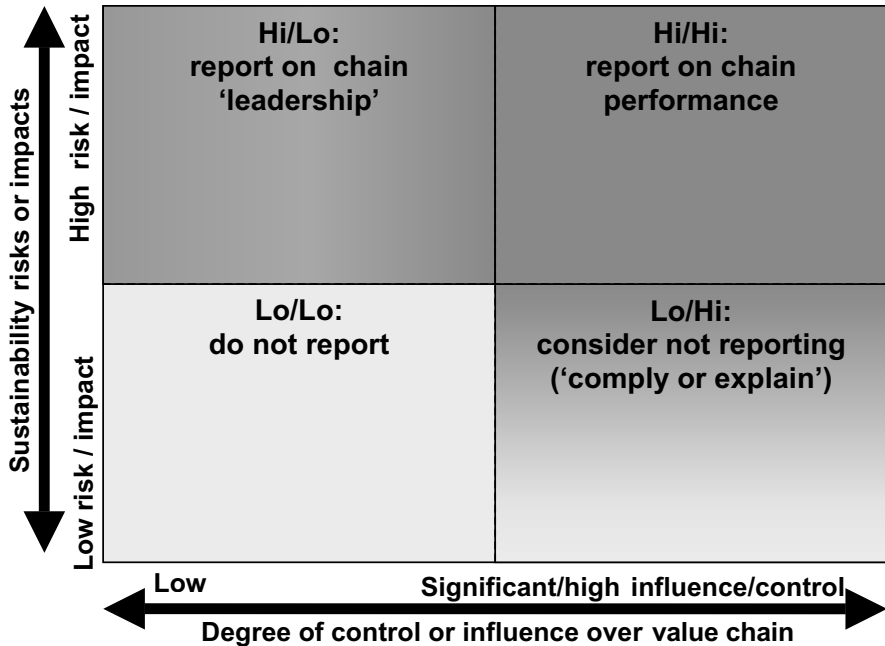 Sustainability risks or impacts
High risk / impact
Low risk / impact
Hi/Lo:
report on chain
‘leadership’
Hi/Hi:
report on chain
performance
Lo/Lo:
do not report
Lo/Hi:
consider not reporting
(‘comply or explain’)
Low
Significant/high influence/control
Degree of control or influence over value chain